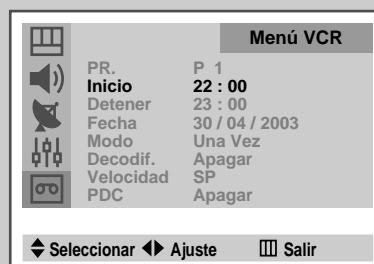 Menú VCR
PR. P 1
Inicio 22 : 00
Detener 23 : 00
Fecha 30 / 04 / 2003
Modo Una Vez
Decodif. Apagar
Velocidad SP
PDC Apagar
Seleccionar Ajuste Salir